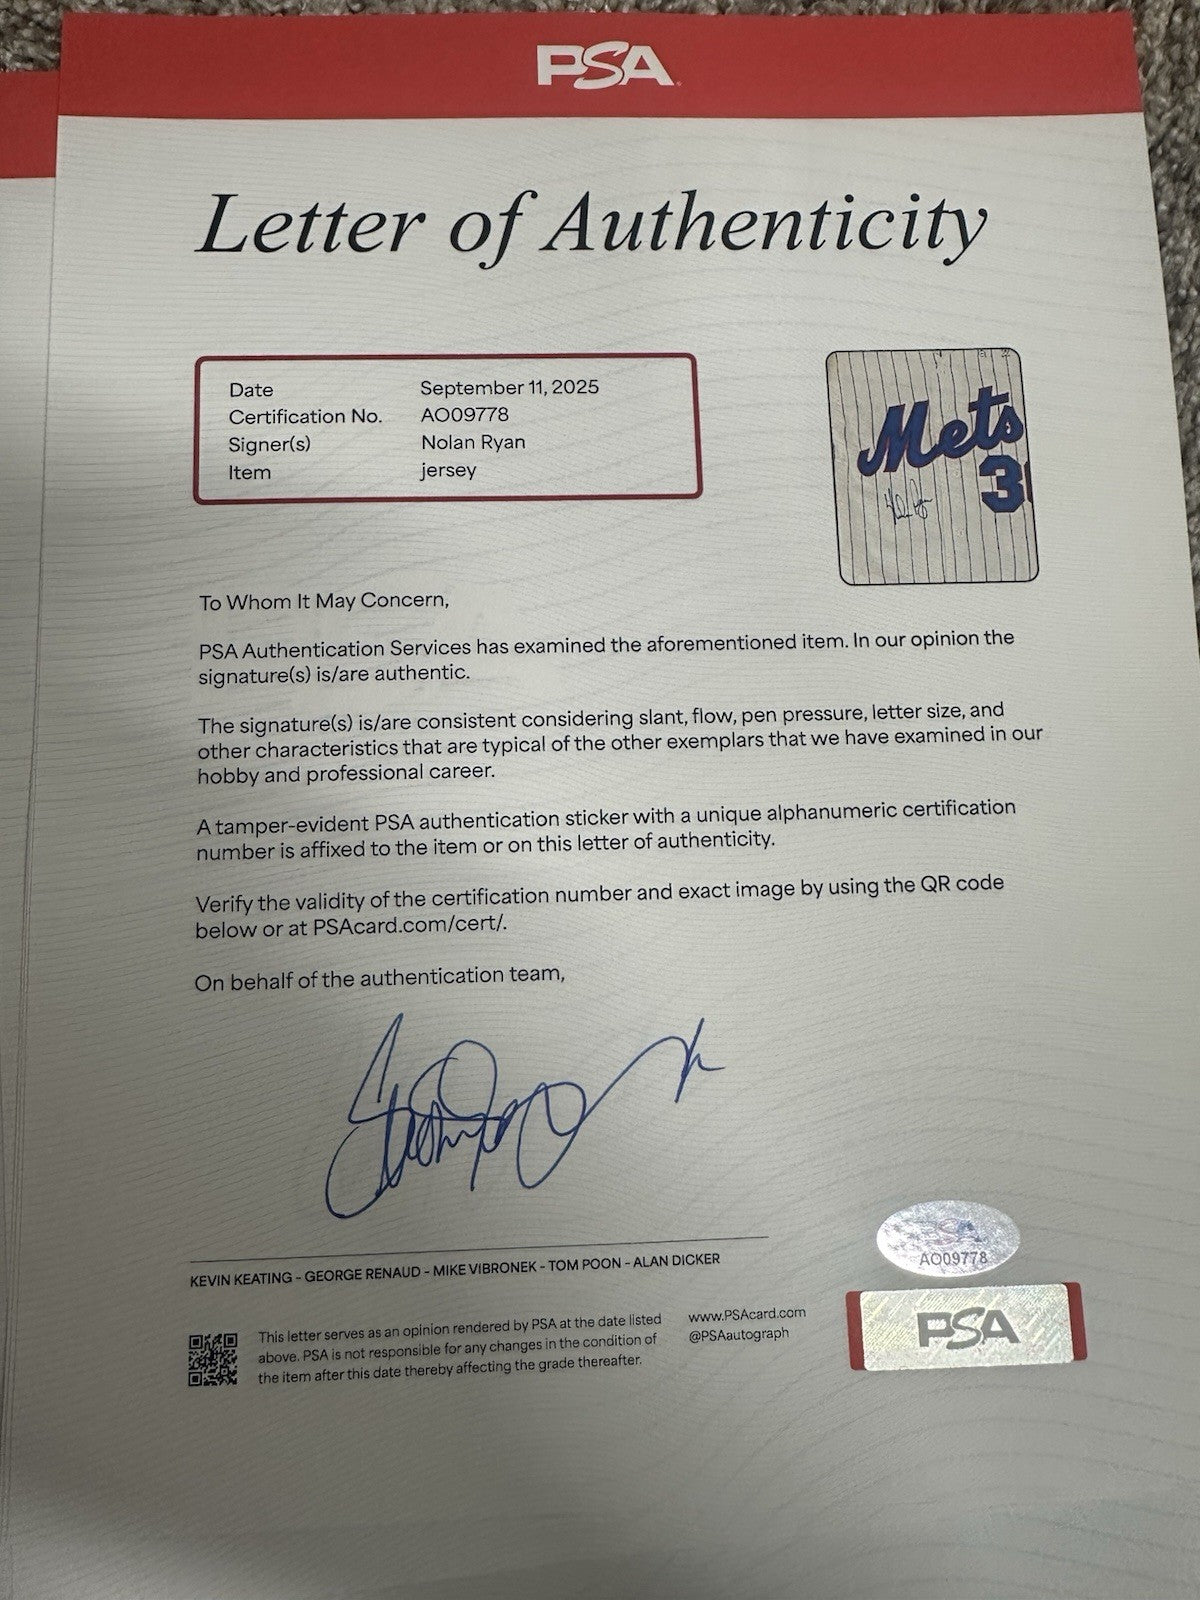 PSA
Letter of Authenticity
Date September 11, 2025
Certification No. AO09778
Signer(s) Nolan Ryan
Item jersey
Mets
3
To Whom It May Concern,
PSA Authentication Services has examined the aforementioned item. In our opinion the
signature(s) is/are authentic.
The signature(s) is/are consistent considering slant, flow, pen pressure, letter size, and
other characteristics that are typical of the other exemplars that we have examined in our
hobby and professional career.
A tamper-evident PSA authentication sticker with a unique alphanumeric certification
number is affixed to the item or on this letter of authenticity.
Verify the validity of the certification number and exact image by using the QR code
below or at PSAcard.com/cert/.
On behalf of the authentication team,
KEVIN KEATING - GEORGE RENAUD - MIKE VIBRONEK - TOM POON - ALAN DICKER
This letter serves as an opinion rendered by PSA at the date listed
above. PSA is not responsible for any changes in the condition of
the item after this date thereby affecting the grade thereafter.
www.PSAcard.com
@PSAautograph
PSA
AO09778
PSA